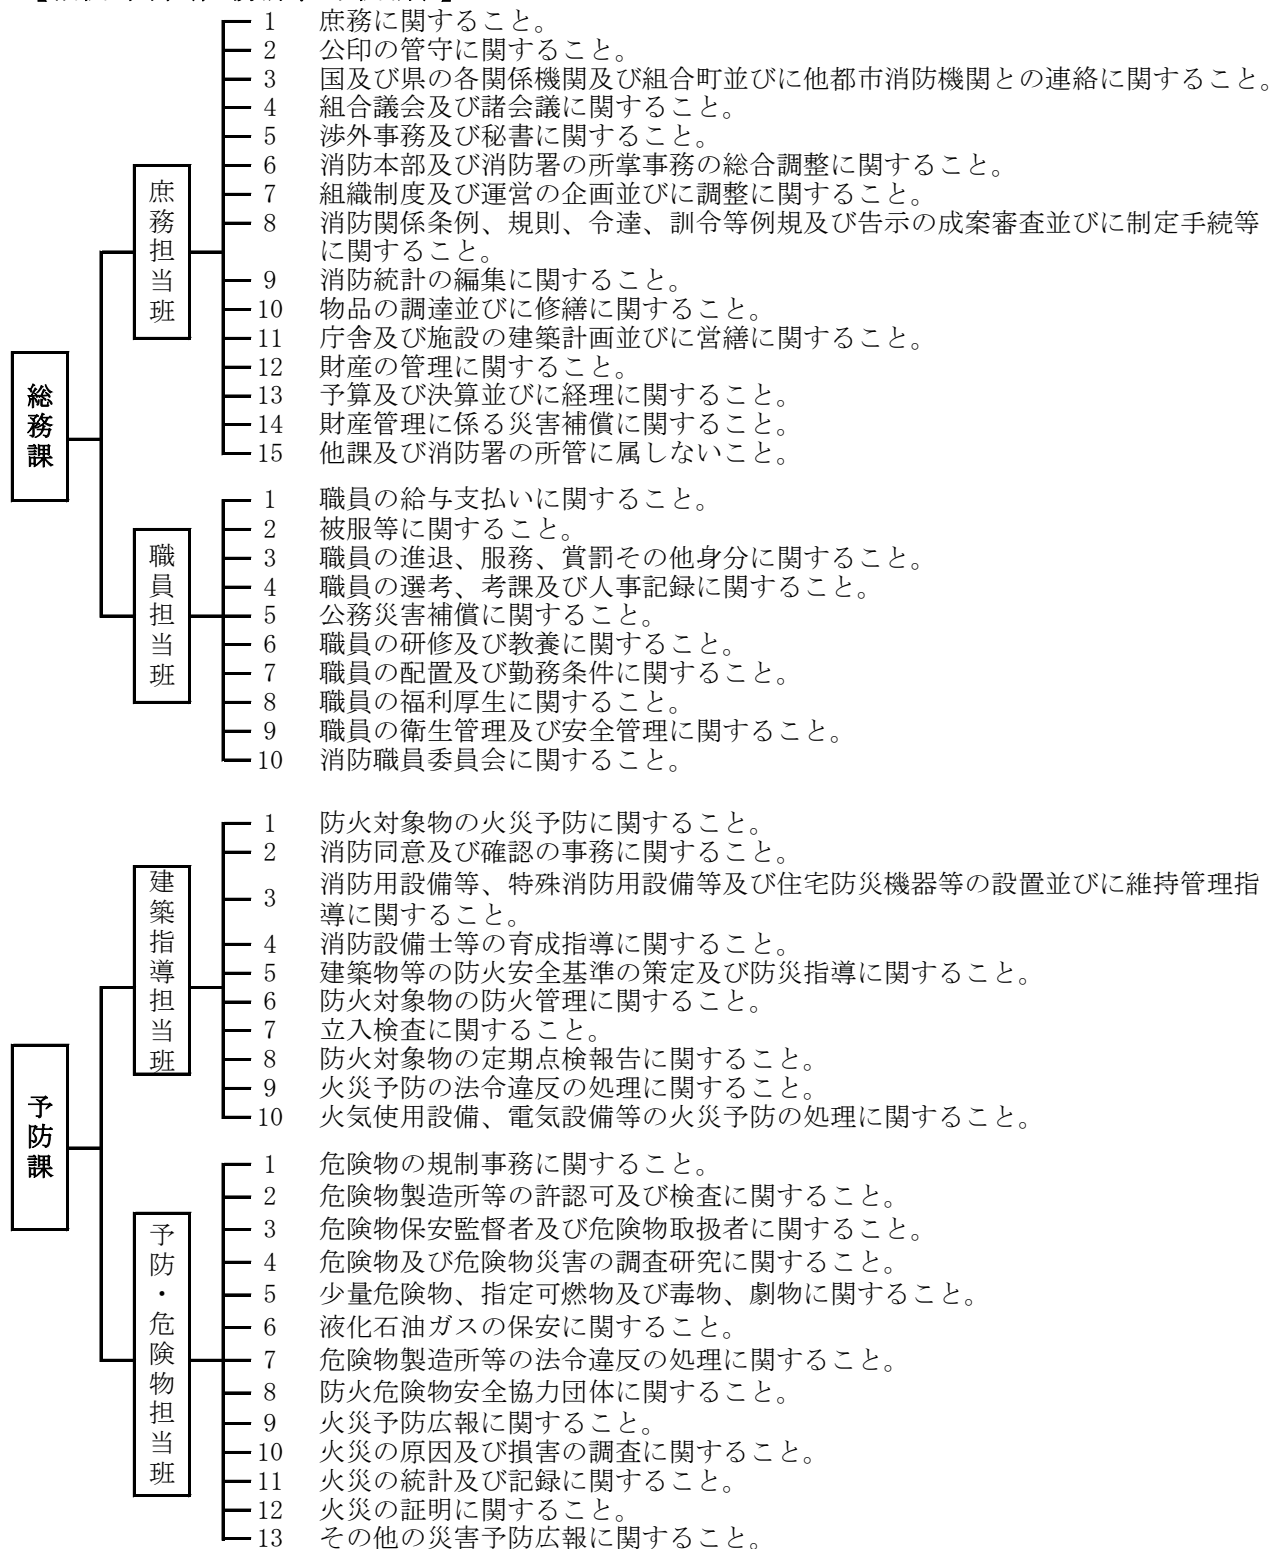 総務課
庶務担当班
1 庶務に関すること。
2 公印の管守に関すること。
3 国及び県の各関係機関及び組合町並びに他都市消防機関との連絡に関すること。
4 組合議会及び諸会議に関すること。
5 渉外事務及び秘書に関すること。
6 消防本部及び消防署の所掌事務の総合調整に関すること。
7 組織制度及び運営の企画並びに調整に関すること。
8 消防関係条例、規則、令達、訓令等例規及び告示の成案審査並びに制定手続等
に関すること。
9 消防統計の編集に関すること。
10 物品の調達並びに修繕に関すること。
11 庁舎及び施設の建築計画並びに営繕に関すること。
12 財産の管理に関すること。
13 予算及び決算並びに経理に関すること。
14 財産管理に係る災害補償に関すること。
15 他課及び消防署の所管に属しないこと。
職員担当班
1 職員の給与支払いに関すること。
2 被服等に関すること。
3 職員の進退、服務、賞罰その他身分に関すること。
4 職員の選考、考課及び人事記録に関すること。
5 公務災害補償に関すること。
6 職員の研修及び教養に関すること。
7 職員の配置及び勤務条件に関すること。
8 職員の福利厚生に関すること。
9 職員の衛生管理及び安全管理に関すること。
10 消防職員委員会に関すること。
予防課
建築指導担当班
1 防火対象物の火災予防に関すること。
2 消防同意及び確認の事務に関すること。
3 消防用設備等、特殊消防用設備等及び住宅防災機器等の設置並びに維持管理指
導に関すること。
4 消防設備士等の育成指導に関すること。
5 建築物等の防火安全基準の策定及び防災指導に関すること。
6 防火対象物の防火管理に関すること。
7 立入検査に関すること。
8 防火対象物の定期点検報告に関すること。
9 火災予防の法令違反の処理に関すること。
10 火気使用設備、電気設備等の火災予防の処理に関すること。
予防・危険物担当班
1 危険物の規制事務に関すること。
2 危険物製造所等の許認可及び検査に関すること。
3 危険物保安監督者及び危険物取扱者に関すること。
4 危険物及び危険物災害の調査研究に関すること。
5 少量危険物、指定可燃物及び毒物、劇物に関すること。
6 液化石油ガスの保安に関すること。
7 危険物製造所等の法令違反の処理に関すること。
8 防火危険物安全協力団体に関すること。
9 火災予防広報に関すること。
10 火災の原因及び損害の調査に関すること。
11 火災の統計及び記録に関すること。
12 火災の証明に関すること。
13 その他の災害予防広報に関すること。